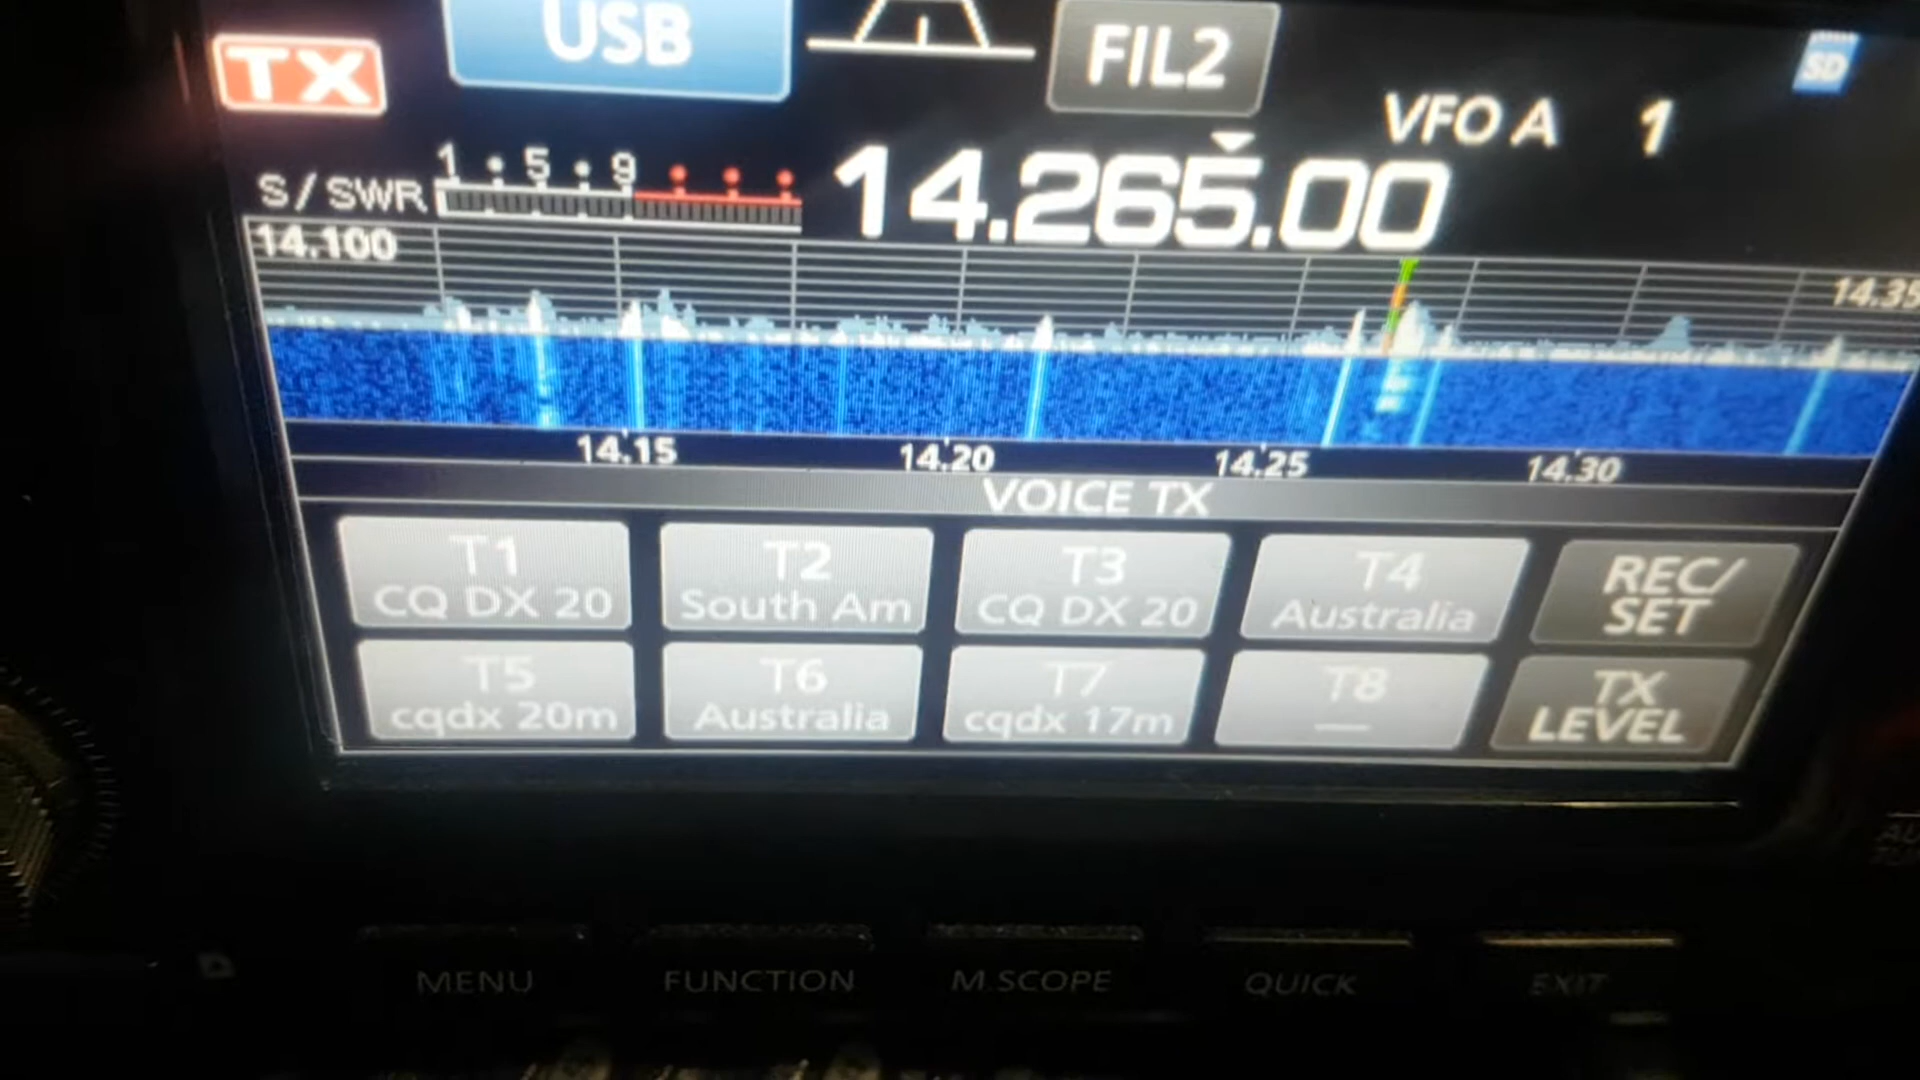 TX
USB
FIL2
SD
VFO A 1
1 · 5 · 9
S/SWR
14.265.00
14.100
14.35
14.15 14.20 14.25 14.30
VOICE TX
T1
CQ DX 20
T2
South Am
T3
CQ DX 20
T4
Australia
REC/
SET
T5
cqdx 20m
T6
Australia
T7
cqdx 17m
T8
—
TX
LEVEL
MENU FUNCTION M.SCOPE QUICK EXIT